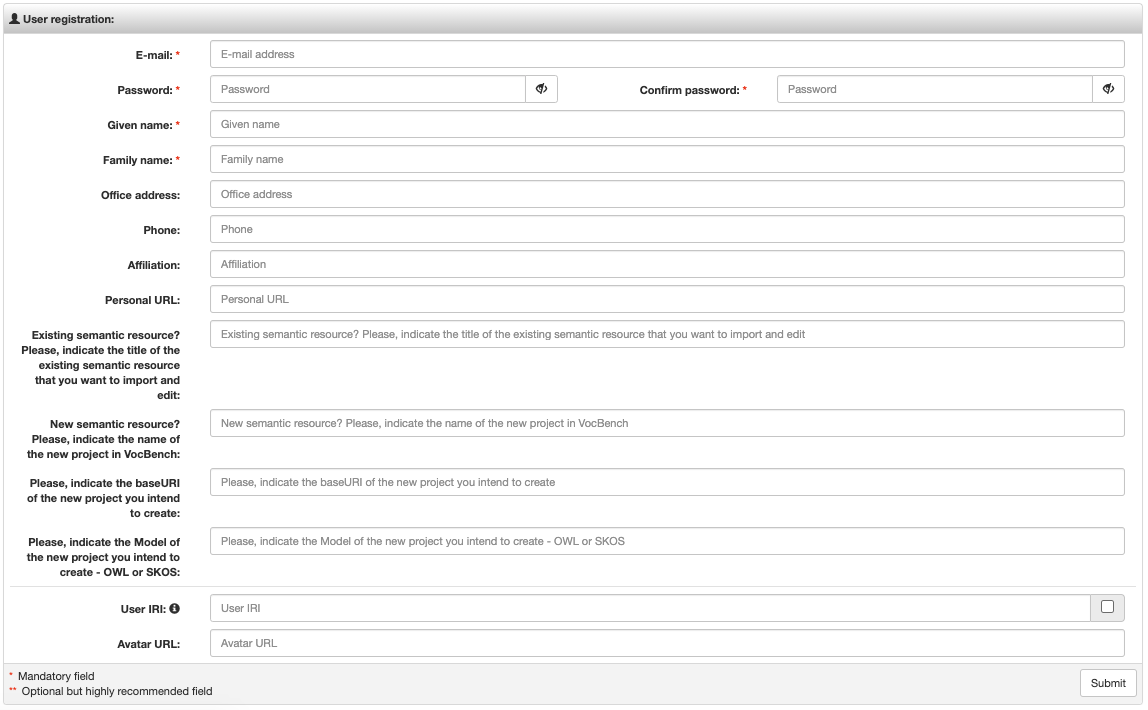 User registration:
E-mail: * E-mail address
Password: * Password Confirm password: * Password
Given name: * Given name
Family name: * Family name
Office address: Office address
Phone: Phone
Affiliation: Affiliation
Personal URL: Personal URL
Existing semantic resource?
Please, indicate the title of the
existing semantic resource
that you want to import and
edit:
Existing semantic resource? Please, indicate the title of the existing semantic resource that you want to import and edit
New semantic resource?
Please, indicate the name of
the new project in VocBench:
New semantic resource? Please, indicate the name of the new project in VocBench
Please, indicate the baseURI
of the new project you intend
to create:
Please, indicate the baseURI of the new project you intend to create
Please, indicate the Model of
the new project you intend to
create - OWL or SKOS:
Please, indicate the Model of the new project you intend to create - OWL or SKOS
User IRI: User IRI
Avatar URL: Avatar URL
* Mandatory field
** Optional but highly recommended field
Submit